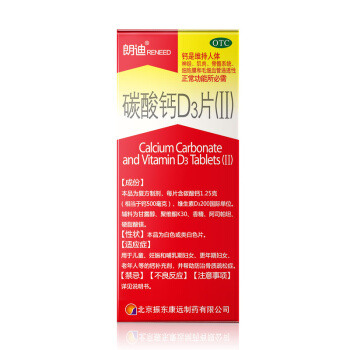 朗迪 RENEED
OTC
钙是维持人体
神经、肌肉、骨骼系统、
细胞膜和毛细血管通透性
正常功能所必需
碳酸钙D3片(II)
Calcium Carbonate
and Vitamin D3 Tablets (II)
【成份】
本品为复方制剂，每片含碳酸钙1.25克
(相当于钙500毫克)，维生素D3200国际单位。
辅料为甘露醇、聚维酮K30、香精、阿司帕坦、
硬脂酸镁。
【性状】本品为白色或类白色片。
【适应症】
用于儿童、妊娠和哺乳期妇女、更年期妇女、
老年人等的钙补充剂，并帮助防治骨质疏松症。
【禁忌】【不良反应】【注意事项】
详见说明书。
北京振东康远制药有限公司